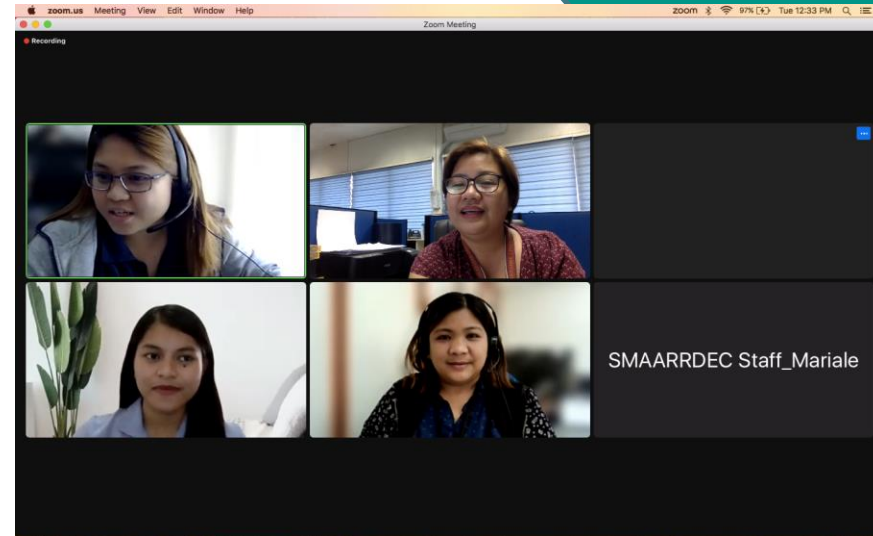 zoom.us Meeting View Edit Window Help zoom 97% Tue 12:33 PM
Zoom Meeting
Recording
SMAARRDEC Staff_Mariale